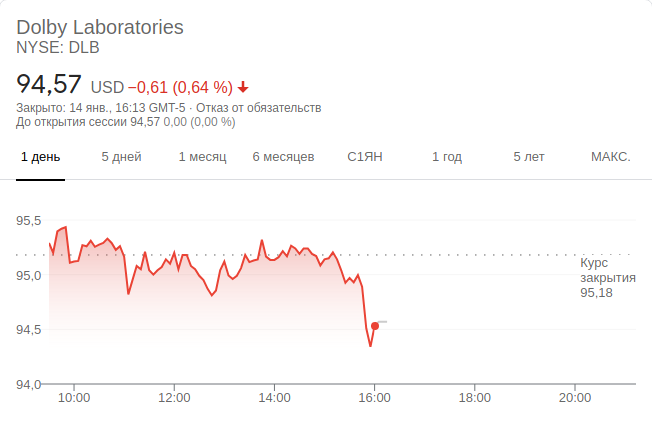 Dolby Laboratories
NYSE: DLB
94,57 USD −0,61 (0,64 %)
Закрыто: 14 янв., 16:13 GMT-5 · Отказ от обязательств
До открытия сессии 94,57 0,00 (0,00 %)
1 день 5 дней 1 месяц 6 месяцев С1ЯН 1 год 5 лет МАКС.
95,5
95,0
94,5
94,0
Курс
закрытия
95,18
10:00 12:00 14:00 16:00 18:00 20:00